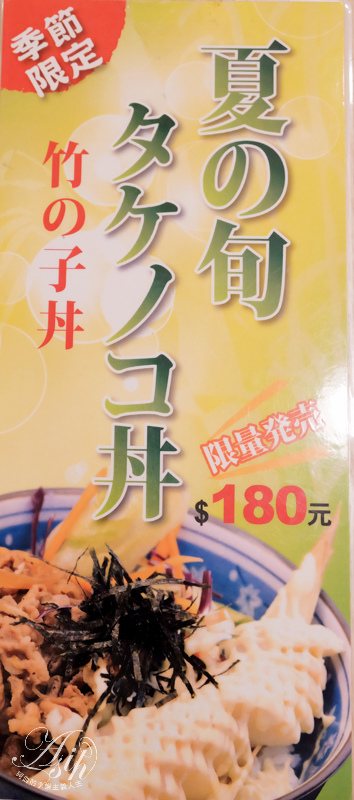 季節
限定
夏の旬
タケノコ丼
竹の子丼
限量発売
$180元
Asih